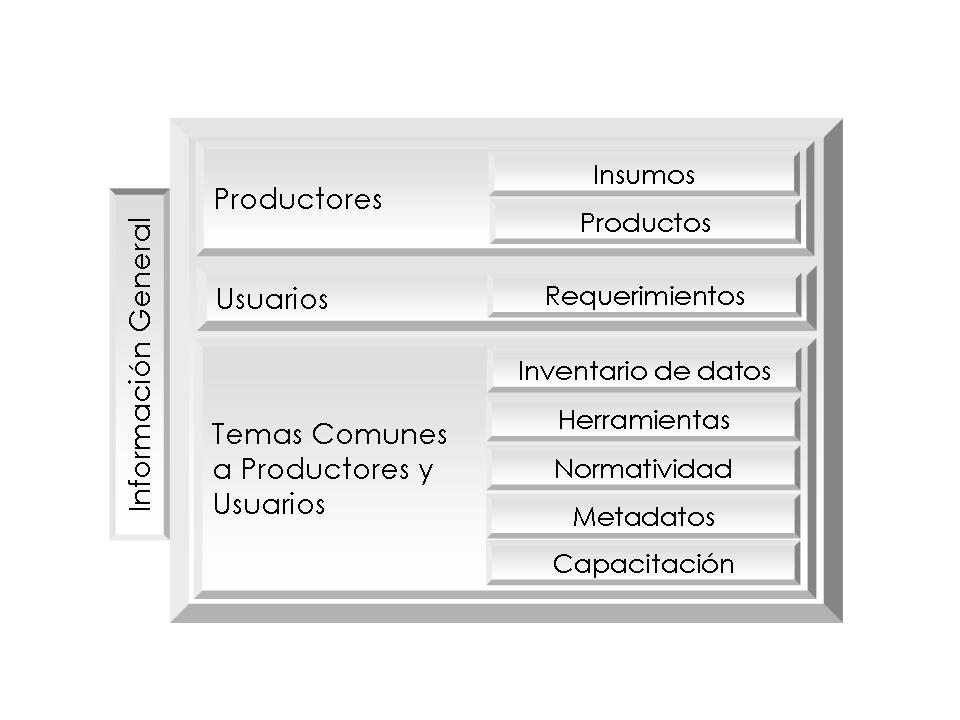 Información General
Productores
Insumos
Productos
Usuarios
Requerimientos
Temas Comunes
a Productores y
Usuarios
Inventario de datos
Herramientas
Normatividad
Metadatos
Capacitación